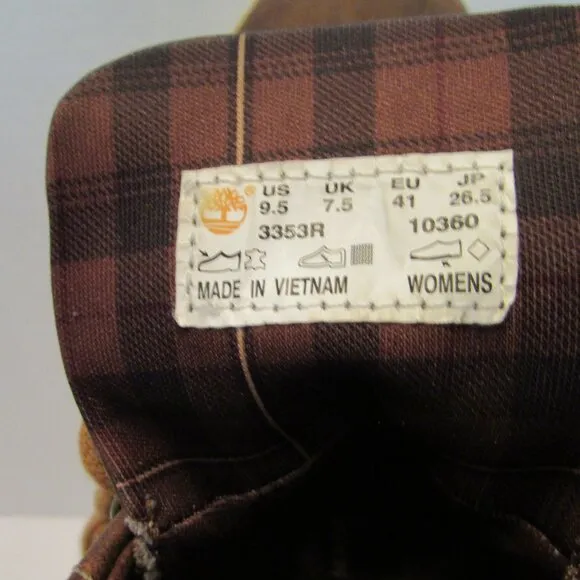 US UK EU JP
9.5 7.5 41 26.5
3353R 10360
MADE IN VIETNAM WOMENS